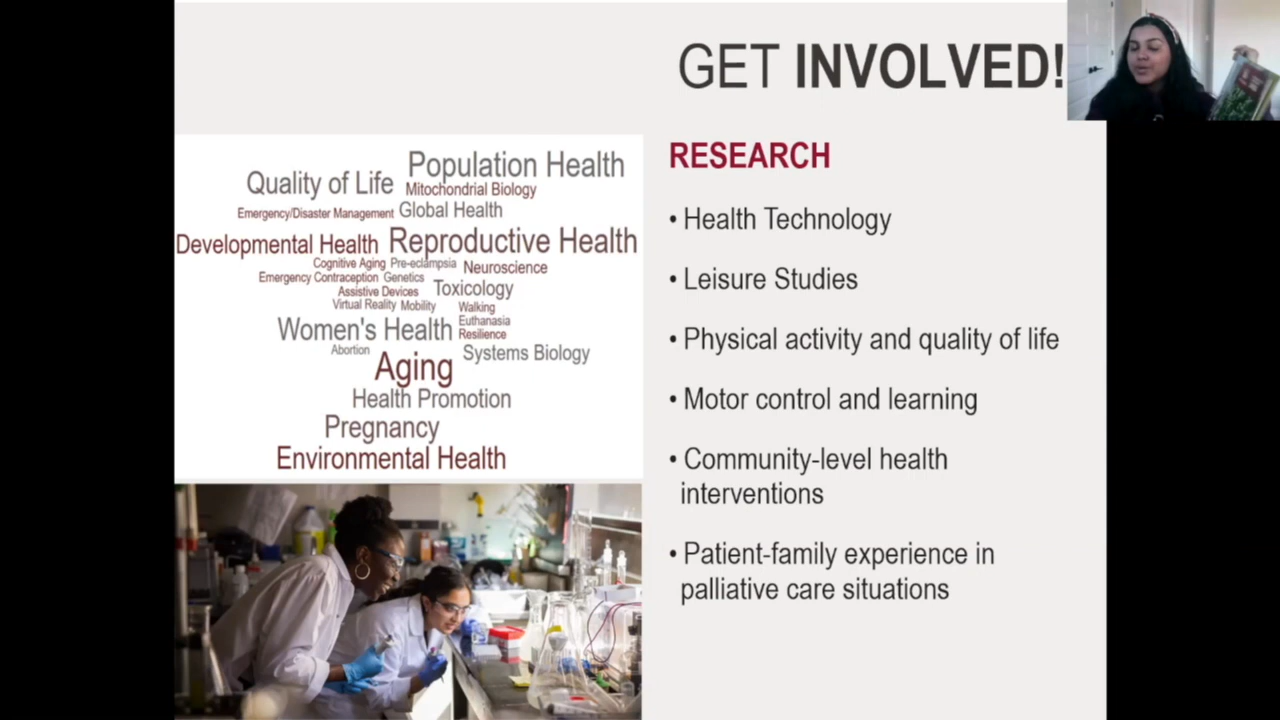 GET INVOLVED!
Population Health
Quality of Life
Mitochondrial Biology
Emergency/Disaster Management
Global Health
Developmental Health
Reproductive Health
Cognitive Aging
Pre-eclampsia
Neuroscience
Emergency Contraception
Genetics
Assistive Devices
Toxicology
Virtual Reality
Mobility
Walking
Women's Health
Euthanasia
Resilience
Abortion
Systems Biology
Aging
Health Promotion
Pregnancy
Environmental Health
RESEARCH
• Health Technology
• Leisure Studies
• Physical activity and quality of life
• Motor control and learning
• Community-level health
interventions
• Patient-family experience in
palliative care situations